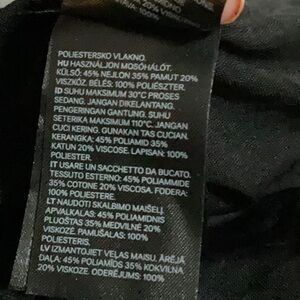 20% VISKOZ
100%
POLIESTERSKO VLAKNO.
HU HASZNÁLJON MOSÓHÁLÓT.
KÜLSŐ: 45% NEJLON 35% PAMUT 20%
VISZKÓZ. BÉLÉS: 100% POLIÉSZTER.
ID SUHU MAKSIMUM 30°C PROSES
SEDANG. JANGAN DIKELANTANG.
PENGERINGAN GANTUNG. SUHU
SETERIKA MAKSIMUM 110°C. JANGAN
CUCI KERING. GUNAKAN TAS CUCIAN.
KERANGKA: 45% POLIAMID 35%
KATUN 20% VISCOSE. LAPISAN: 100%
POLIESTER.
IT USARE UN SACCHETTO DA BUCATO.
TESSUTO ESTERNO: 45% POLIAMMIDE
35% COTONE 20% VISCOSA. FODERA:
100% POLIESTERE.
LT NAUDOTI SKALBIMO MAIŠELĮ.
APVALKALAS: 45% POLIAMIDINIS
PLUOŠTAS 35% MEDVILNĖ 20%
VISKOZĖ. PAMUŠALAS: 100%
POLIESTERIS.
LV IZMANTOJIET VEĻAS MAISU. ĀRĒJĀ
DAĻA: 45% POLIAMĪDS 35% KOKVILNA
20% VISKOZE. ODERĒJUMS: 100%